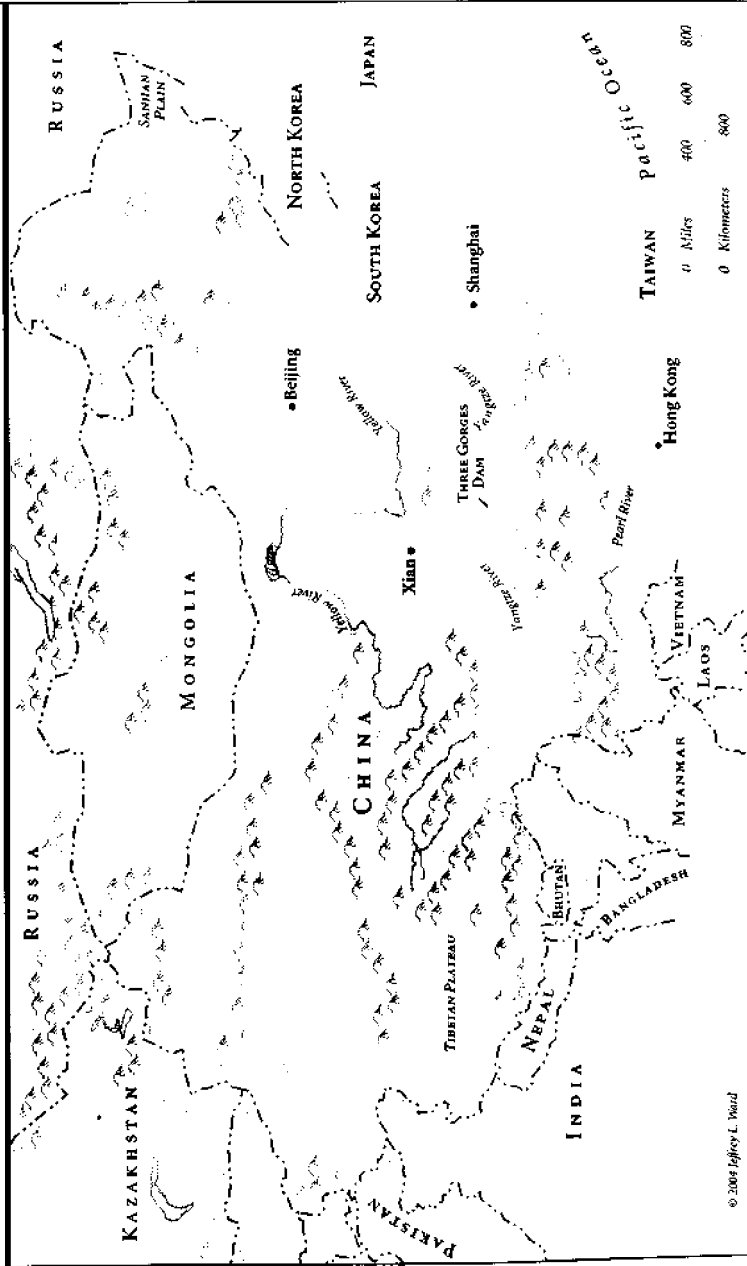 RUSSIA
RUSSIA
SANHAN
PLAIN
KAZAKHSTAN
MONGOLIA
Beijing
NORTH KOREA
JAPAN
SOUTH KOREA
Yellow River
Yellow River
CHINA
Xian
THREE GORGES
DAM
Yangtze River
Yangtze River
Shanghai
TIBETAN PLATEAU
PAKISTAN
NEPAL
BHUTAN
INDIA
BANGLADESH
MYANMAR
LAOS
VIETNAM
Pearl River
Hong Kong
TAIWAN
Pacific Ocean
0 Miles 400 600 800
0 Kilometers 800
© 2004 Jeffrey L. Ward